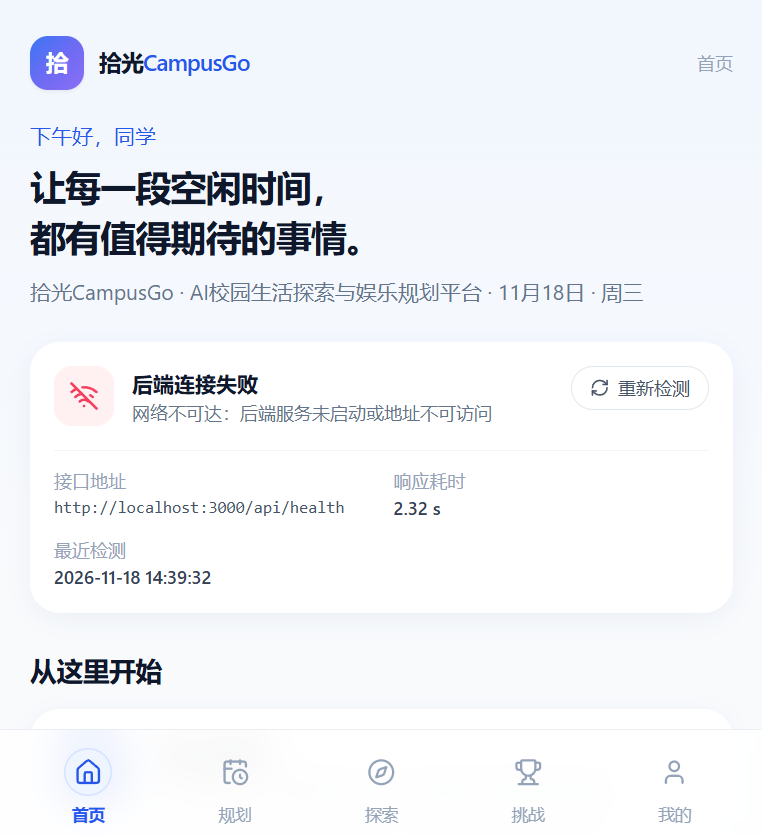 拾
拾光CampusGo
首页
下午好，同学
让每一段空闲时间，
都有值得期待的事情。
拾光CampusGo · AI校园生活探索与娱乐规划平台 · 11月18日 · 周三
后端连接失败
网络不可达：后端服务未启动或地址不可访问
重新检测
接口地址
http://localhost:3000/api/health
响应耗时
2.32 s
最近检测
2026-11-18 14:39:32
从这里开始
首页
规划
探索
挑战
我的